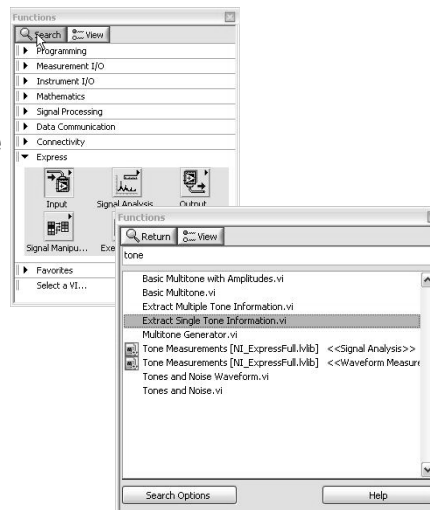 Functions
Search View
Programming
Measurement I/O
Instrument I/O
Mathematics
Signal Processing
Data Communication
Connectivity
Express
Input Signal Analysis Output
Signal Manipu...
Favorites
Select a VI...
Functions
Return View
tone
Basic Multitone with Amplitudes.vi
Basic Multitone.vi
Extract Multiple Tone Information.vi
Extract Single Tone Information.vi
Multitone Generator.vi
Tone Measurements [NI_ExpressFull.lvlib] <<Signal Analysis>>
Tone Measurements [NI_ExpressFull.lvlib] <<Waveform Measure
Tones and Noise Waveform.vi
Tones and Noise.vi
Search Options Help